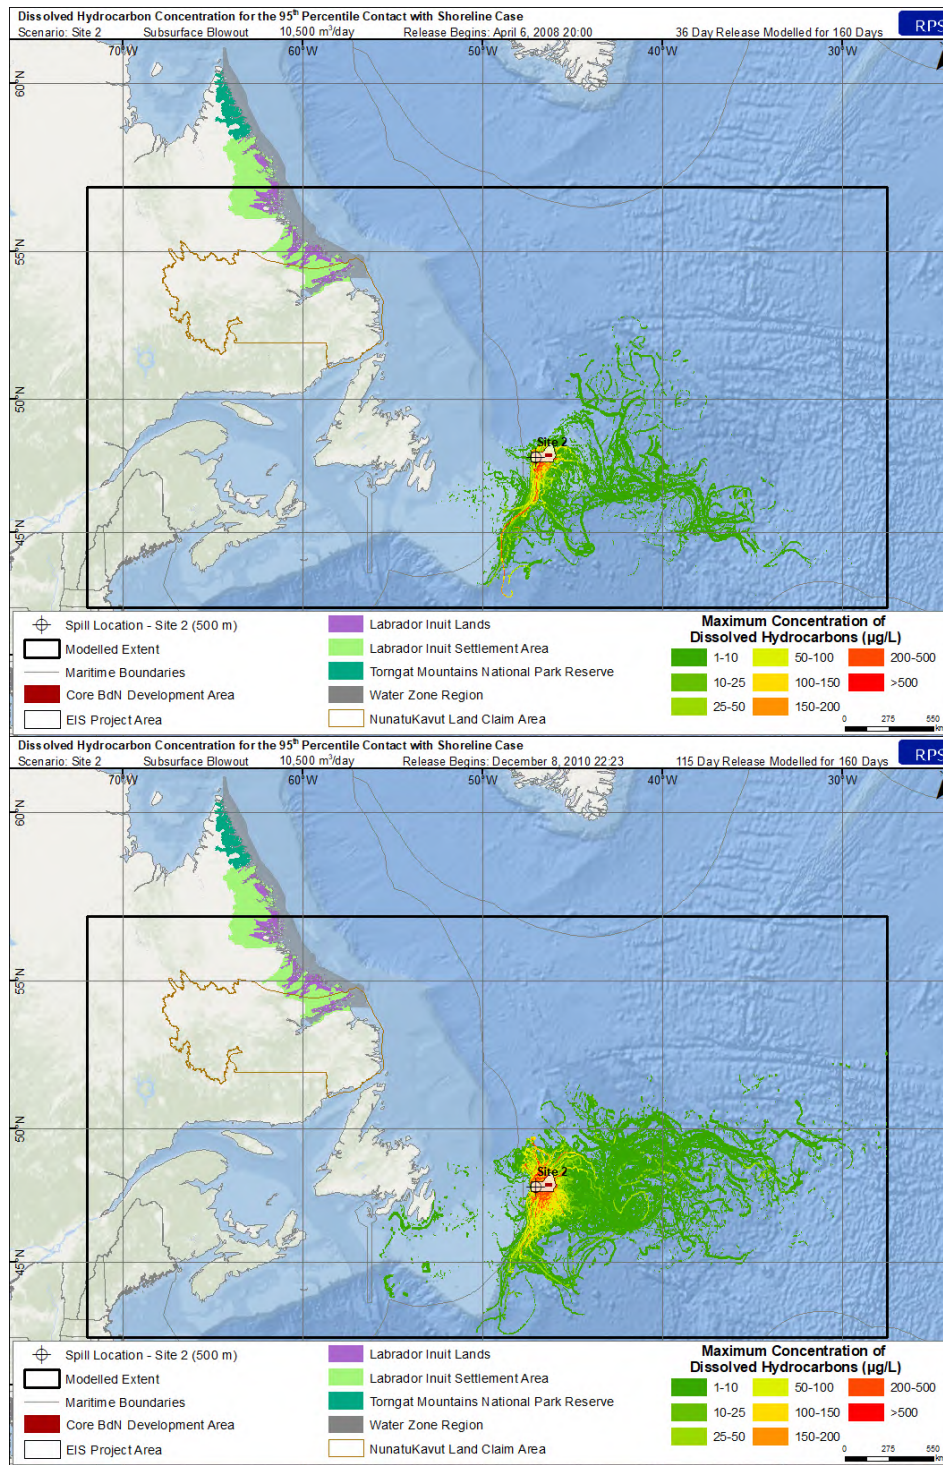 Dissolved Hydrocarbon Concentration for the 95th Percentile Contact with Shoreline Case
Scenario: Site 2 Subsurface Blowout 10,500 m³/day Release Begins: April 6, 2008 20:00 36 Day Release Modelled for 160 Days
RPS
70°W 60°W 50°W 40°W 30°W
60°N
55°N
50°N
Site 2
45°N
Spill Location - Site 2 (500 m)
Modelled Extent
Maritime Boundaries
Core BdN Development Area
EIS Project Area
Labrador Inuit Lands
Labrador Inuit Settlement Area
Torngat Mountains National Park Reserve
Water Zone Region
NunatuKavut Land Claim Area
Maximum Concentration of
Dissolved Hydrocarbons (µg/L)
1-10 50-100 200-500
10-25 100-150 >500
25-50 150-200
0 275 550
km
Dissolved Hydrocarbon Concentration for the 95th Percentile Contact with Shoreline Case
Scenario: Site 2 Subsurface Blowout 10,500 m³/day Release Begins: December 8, 2010 22:23 115 Day Release Modelled for 160 Days
RPS
70°W 60°W 50°W 40°W 30°W
60°N
55°N
50°N
Site 2
45°N
Spill Location - Site 2 (500 m)
Modelled Extent
Maritime Boundaries
Core BdN Development Area
EIS Project Area
Labrador Inuit Lands
Labrador Inuit Settlement Area
Torngat Mountains National Park Reserve
Water Zone Region
NunatuKavut Land Claim Area
Maximum Concentration of
Dissolved Hydrocarbons (µg/L)
1-10 50-100 200-500
10-25 100-150 >500
25-50 150-200
0 275 550
km